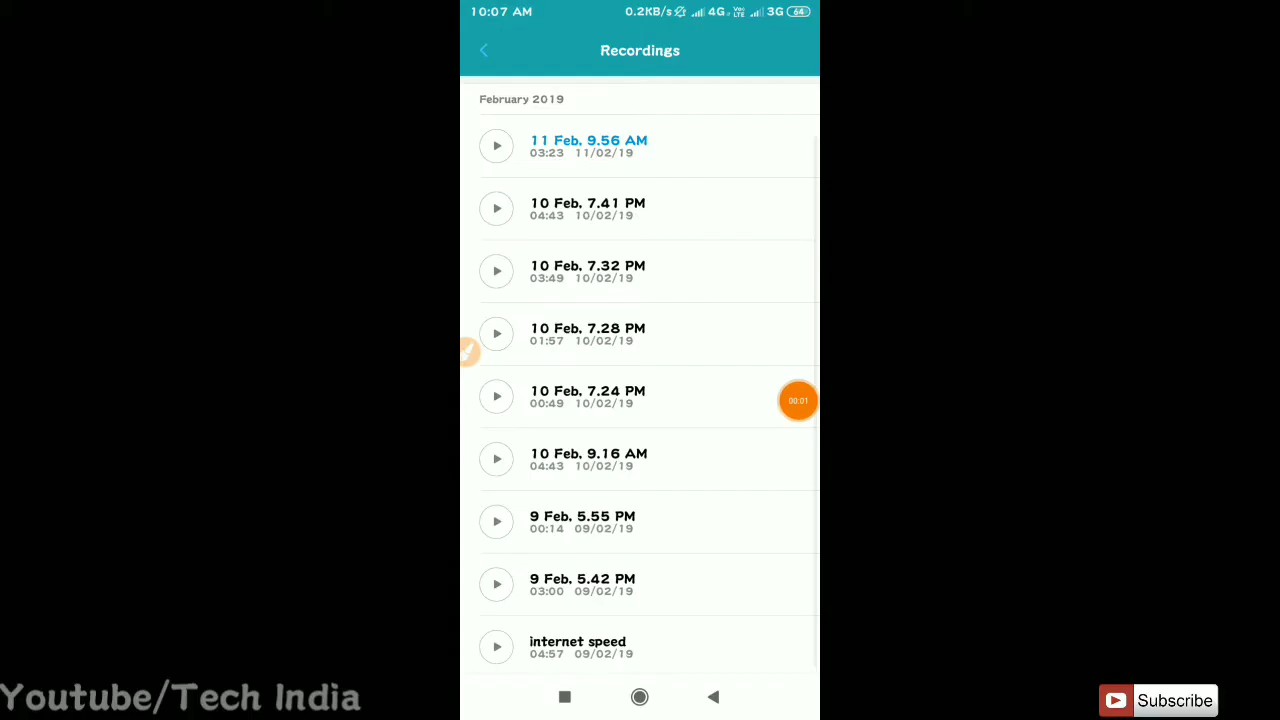 10:07 AM
0.2KB/s 4G Vo LTE 3G 64
Recordings
February 2019
11 Feb, 9.56 AM
03:23 11/02/19
10 Feb, 7.41 PM
04:43 10/02/19
10 Feb, 7.32 PM
03:49 10/02/19
10 Feb, 7.28 PM
01:57 10/02/19
10 Feb, 7.24 PM
00:49 10/02/19
00:01
10 Feb, 9.16 AM
04:43 10/02/19
9 Feb, 5.55 PM
00:14 09/02/19
9 Feb, 5.42 PM
03:00 09/02/19
internet speed
04:57 09/02/19
Youtube/Tech India
Subscribe